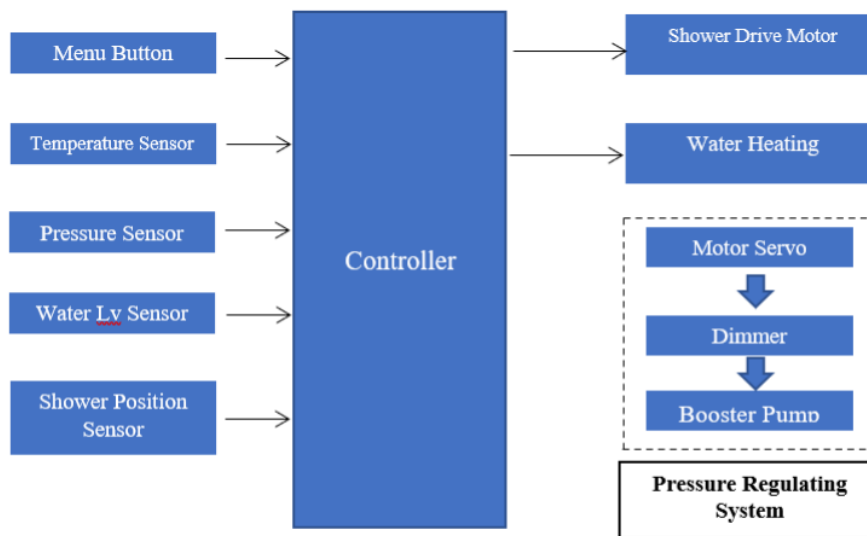 Menu Button
Temperature Sensor
Pressure Sensor
Water Lv Sensor
Shower Position
Sensor
Controller
Shower Drive Motor
Water Heating
Motor Servo
Dimmer
Booster Pump
Pressure Regulating
System